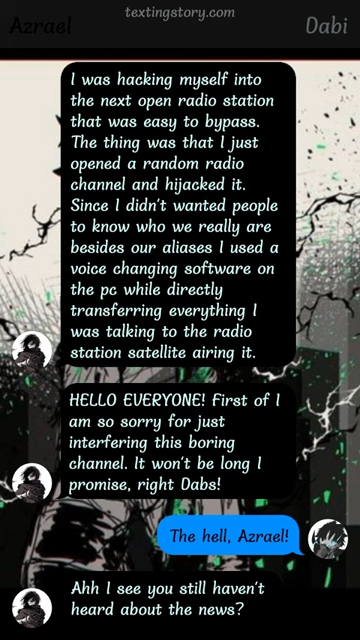 textingstory.com
Azrael
Dabi
I was hacking myself into
the next open radio station
that was easy to bypass.
The thing was that I just
opened a random radio
channel and hijacked it.
Since I didn't wanted people
to know who we really are
besides our aliases I used a
voice changing software on
the pc while directly
transferring everything I
was talking to the radio
station satellite airing it.
HELLO EVERYONE! First of I
am so sorry for just
interfering this boring
channel. It won't be long I
promise, right Dabs!
The hell, Azrael!
Ahh I see you still haven't
heard about the news?